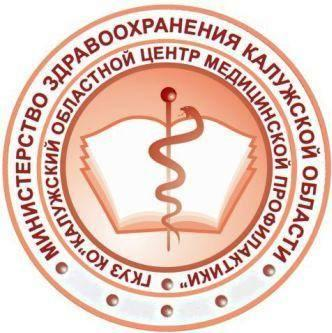 МИНИСТЕРСТВО ЗДРАВООХРАНЕНИЯ КАЛУЖСКОЙ ОБЛАСТИ
ГКУЗ КО "КАЛУЖСКИЙ ОБЛАСТНОЙ ЦЕНТР МЕДИЦИНСКОЙ ПРОФИЛАКТИКИ"